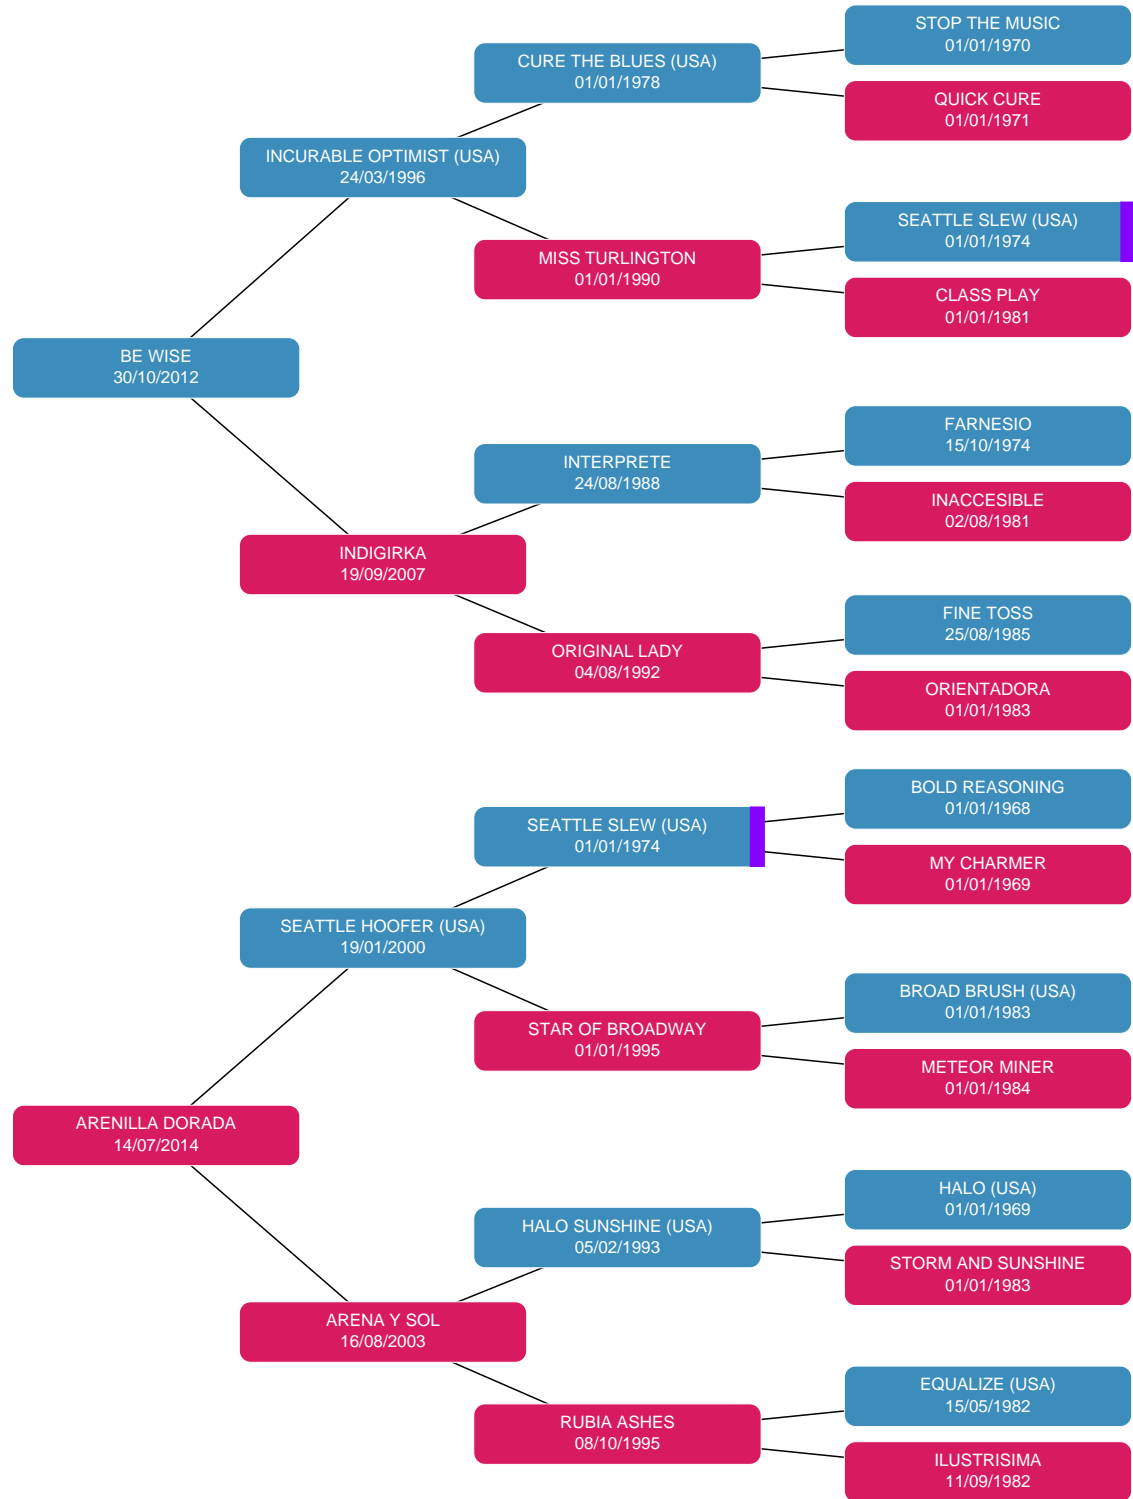 STOP THE MUSIC
01/01/1970
CURE THE BLUES (USA)
01/01/1978
QUICK CURE
01/01/1971
INCURABLE OPTIMIST (USA)
24/03/1996
SEATTLE SLEW (USA)
01/01/1974
MISS TURLINGTON
01/01/1990
CLASS PLAY
01/01/1981
BE WISE
30/10/2012
FARNESIO
15/10/1974
INTERPRETE
24/08/1988
INACCESIBLE
02/08/1981
INDIGIRKA
19/09/2007
FINE TOSS
25/08/1985
ORIGINAL LADY
04/08/1992
ORIENTADORA
01/01/1983
BOLD REASONING
01/01/1968
SEATTLE SLEW (USA)
01/01/1974
MY CHARMER
01/01/1969
SEATTLE HOOFER (USA)
19/01/2000
BROAD BRUSH (USA)
01/01/1983
STAR OF BROADWAY
01/01/1995
METEOR MINER
01/01/1984
ARENILLA DORADA
14/07/2014
HALO (USA)
01/01/1969
HALO SUNSHINE (USA)
05/02/1993
STORM AND SUNSHINE
01/01/1983
ARENA Y SOL
16/08/2003
EQUALIZE (USA)
15/05/1982
RUBIA ASHES
08/10/1995
ILUSTRISIMA
11/09/1982